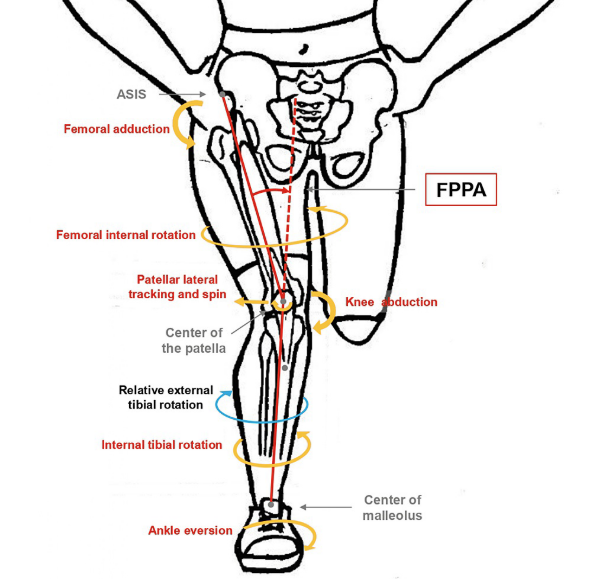 ASIS
Femoral adduction
FPPA
Femoral internal rotation
Patellar lateral
tracking and spin
Knee abduction
Center of
the patella
Relative external
tibial rotation
Internal tibial rotation
Center of
malleolus
Ankle eversion